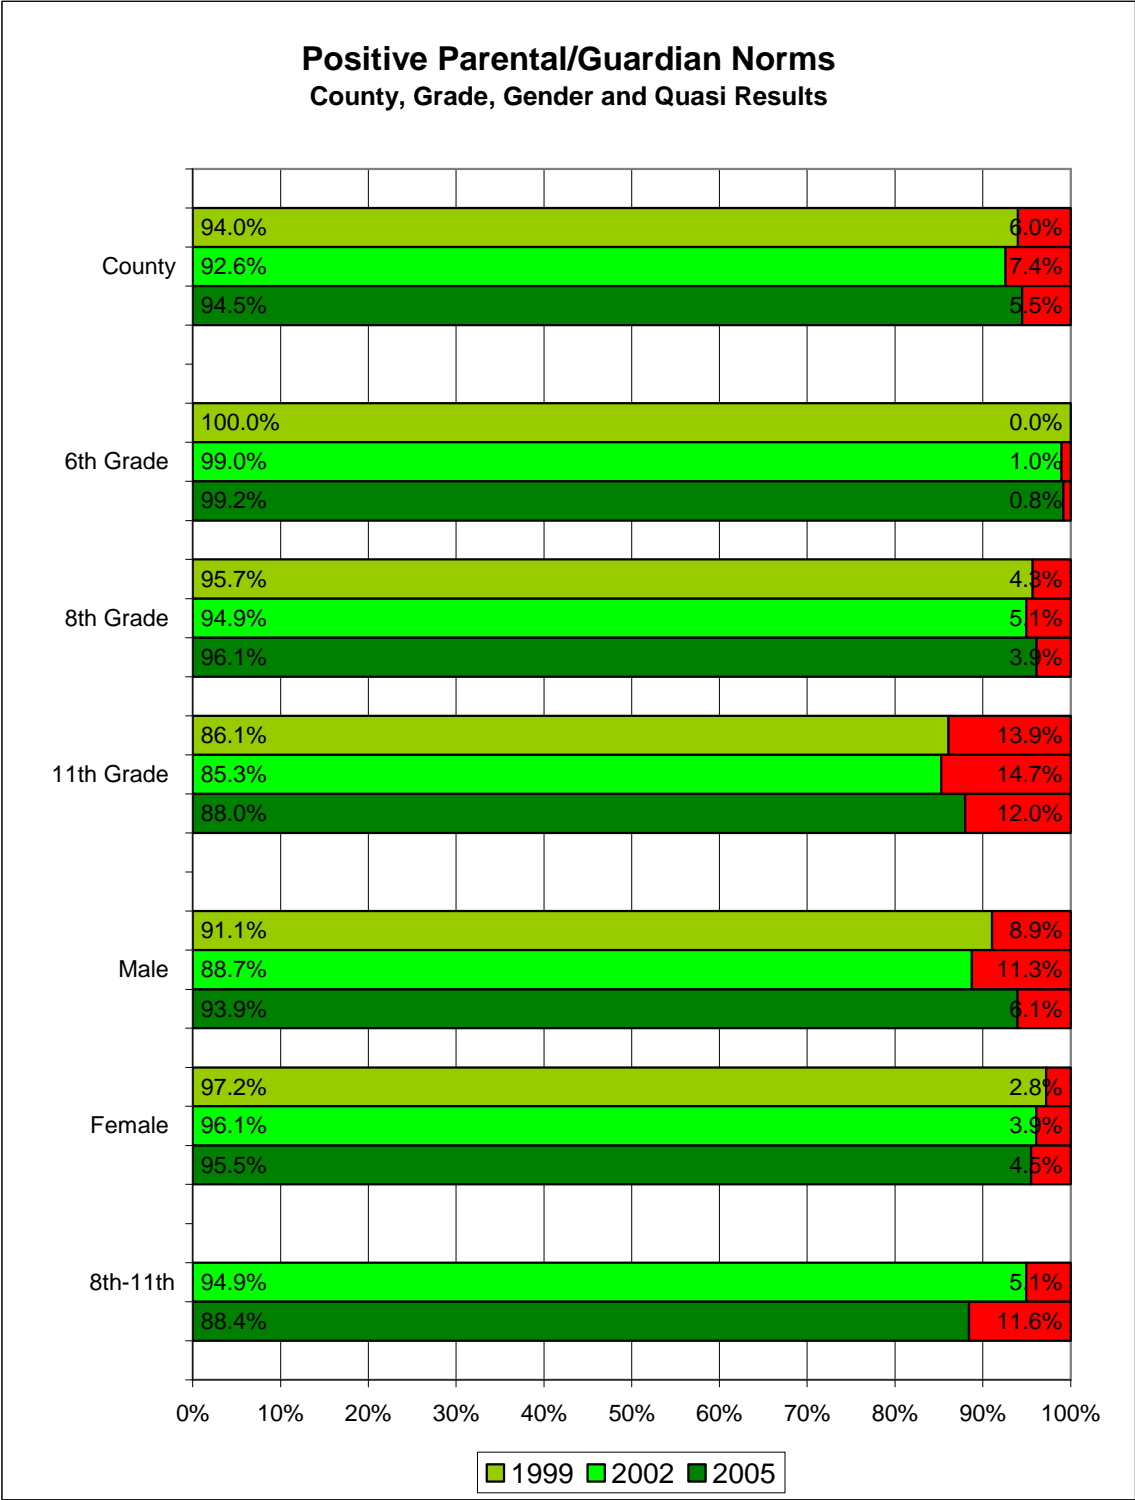 Positive Parental/Guardian Norms
County, Grade, Gender and Quasi Results
94.0% 6.0%
County 92.6% 7.4%
94.5% 5.5%
100.0% 0.0%
6th Grade 99.0% 1.0%
99.2% 0.8%
95.7% 4.3%
8th Grade 94.9% 5.1%
96.1% 3.9%
86.1% 13.9%
11th Grade 85.3% 14.7%
88.0% 12.0%
91.1% 8.9%
Male 88.7% 11.3%
93.9% 6.1%
97.2% 2.8%
Female 96.1% 3.9%
95.5% 4.5%
8th-11th 94.9% 5.1%
88.4% 11.6%
0% 10% 20% 30% 40% 50% 60% 70% 80% 90% 100%
1999 2002 2005